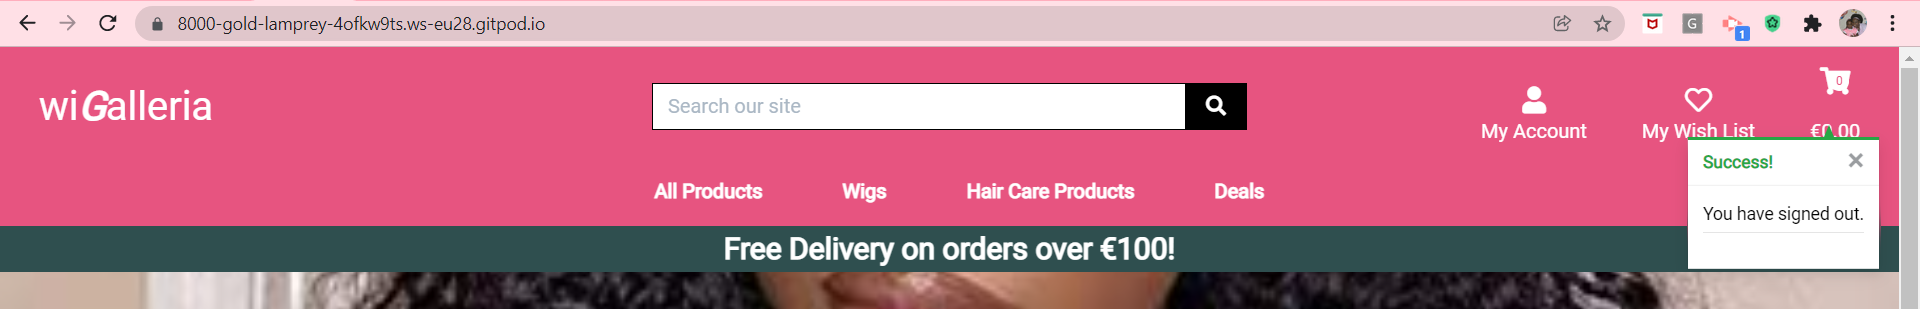 8000-gold-lamprey-4ofkw9ts.ws-eu28.gitpod.io
G
1
wiGalleria
Search our site
0
My Account
My Wish List
€0.00
Success!
You have signed out.
All Products
Wigs
Hair Care Products
Deals
Free Delivery on orders over €100!